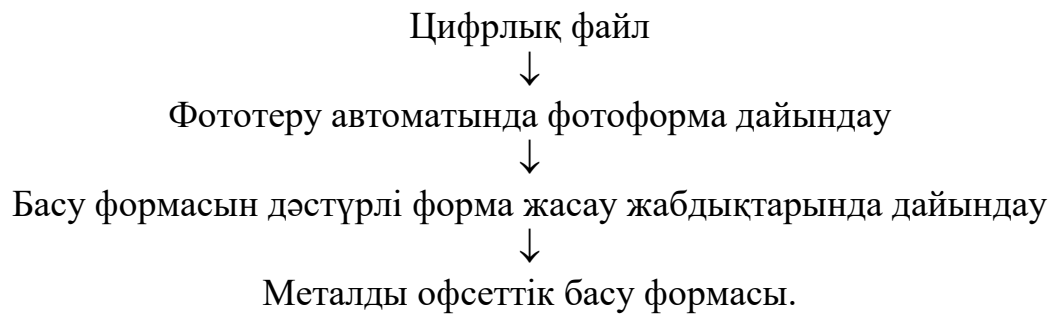 Цифрлық файл
↓
Фототеру автоматында фотоформа дайындау
↓
Басу формасын дәстүрлі форма жасау жабдықтарында дайындау
↓
Металды офсеттік басу формасы.